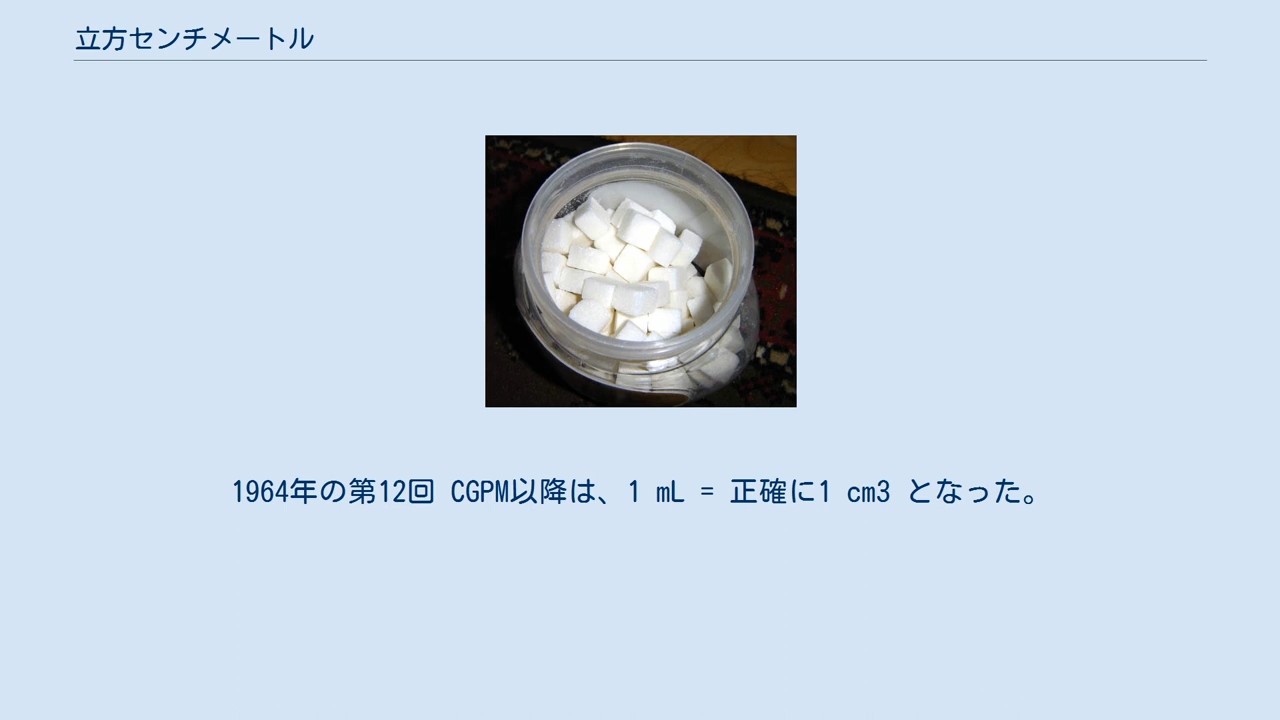 立方センチメートル
1964年の第12回 CGPM以降は、1 mL = 正確に1 cm3 となった。